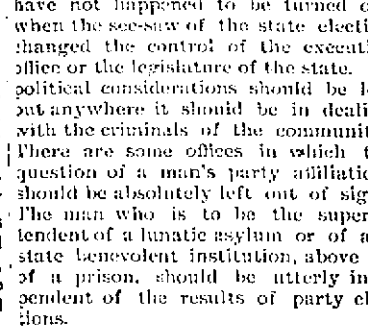 have not happened to be turned o
when the see-saw of the state electi
changed the control of the executi
office or the legislature of the state.
political considerations should be l
out anywhere it should be in deali
with the criminals of the communit
There are some offices in which t
question of a man's party affiliatio
should be absolutely left out of sig
The man who is to be the super
tendent of a lunatic asylum or of a
state benevolent institution, above
of a prison, should be utterly in
pendent of the results of party el
tions.